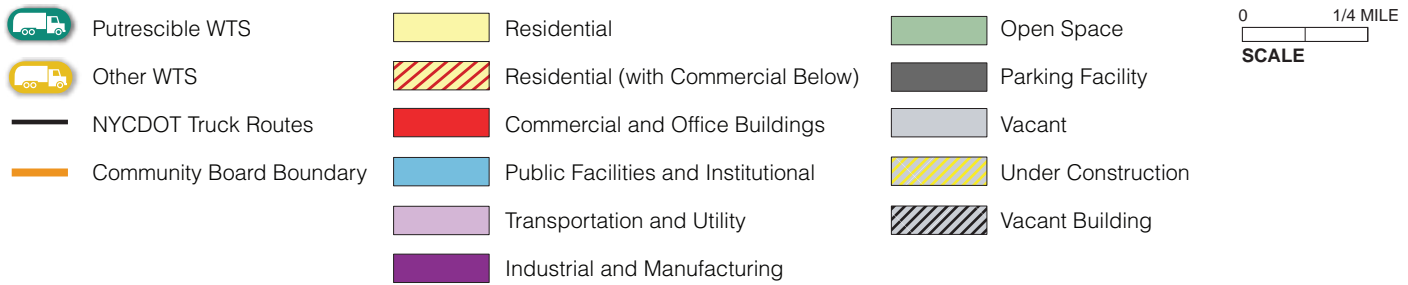 Putrescible WTS
Other WTS
NYCDOT Truck Routes
Community Board Boundary
Residential
Residential (with Commercial Below)
Commercial and Office Buildings
Public Facilities and Institutional
Transportation and Utility
Industrial and Manufacturing
Open Space
Parking Facility
Vacant
Under Construction
Vacant Building
0 1/4 MILE
SCALE